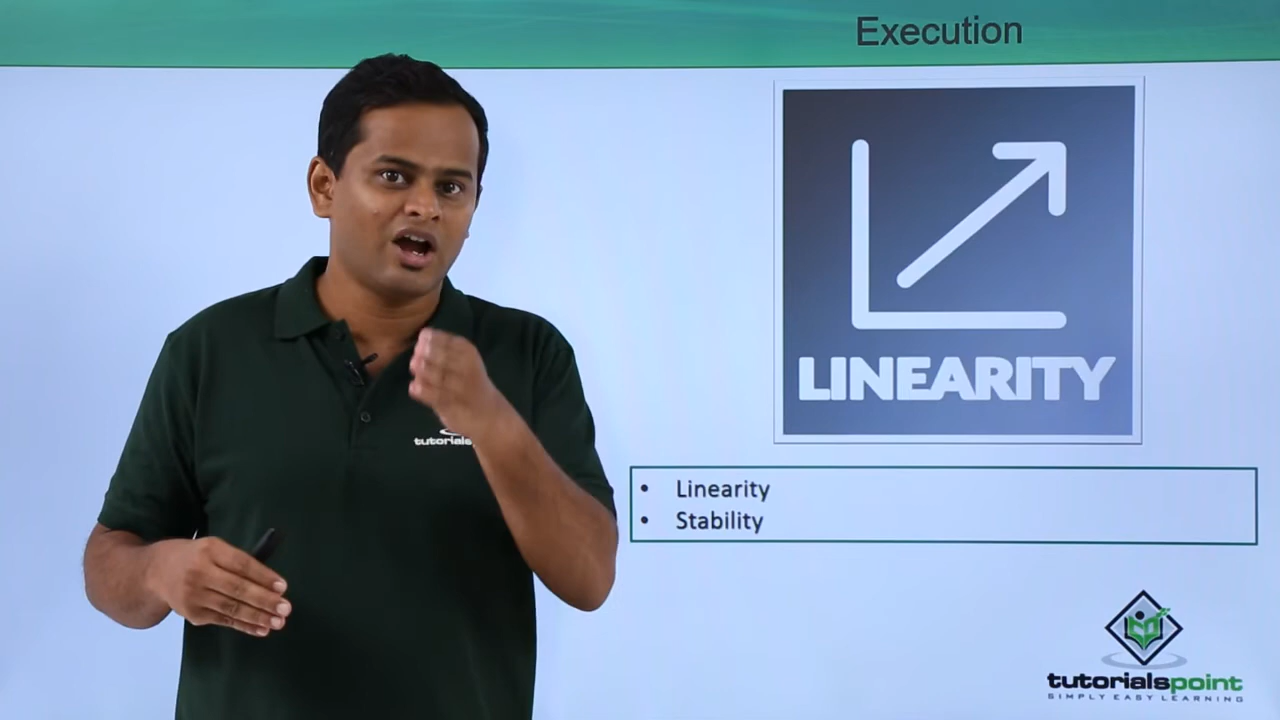 Execution
LINEARITY
• Linearity
• Stability
tutorials
tutorialspoint
SIMPLY EASY LEARNING